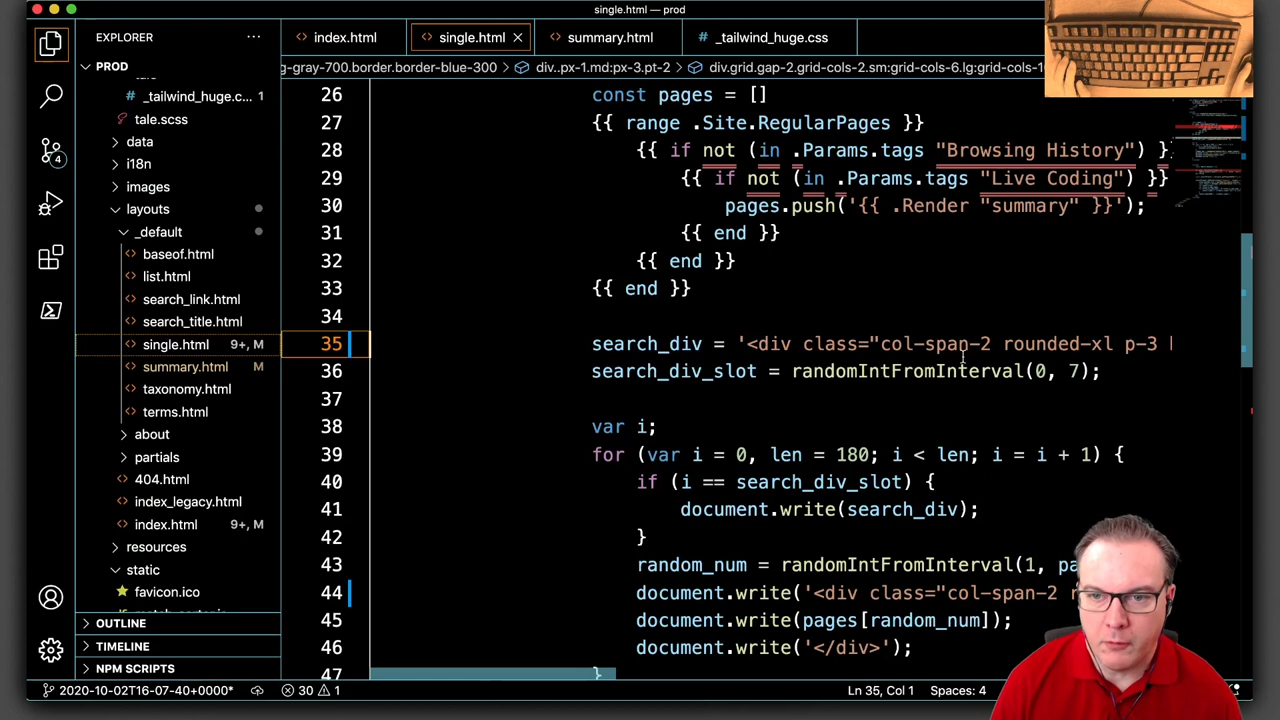 single.html — prod
EXPLORER
index.html
single.html
summary.html
_tailwind_huge.css
PROD
g-gray-700.border.border-blue-300
div..px-1.md:px-3.pt-2
div.grid.gap-2.grid-cols-2.sm:grid-cols-6.lg:grid-cols-1
_tailwind_huge.c... 1
tale.scss
data
i18n
images
layouts
_default
baseof.html
list.html
search_link.html
search_title.html
single.html 9+, M
summary.html M
taxonomy.html
terms.html
about
partials
404.html
index_legacy.html
index.html 9+, M
resources
static
favicon.ico
OUTLINE
TIMELINE
NPM SCRIPTS
4
26 const pages = []
27 {{ range .Site.RegularPages }}
28 {{ if not (in .Params.tags "Browsing History") }
29 {{ if not (in .Params.tags "Live Coding") }}
30 pages.push('{{ .Render "summary" }}');
31 {{ end }}
32 {{ end }}
33 {{ end }}
34
35 search_div = '<div class="col-span-2 rounded-xl p-3
36 search_div_slot = randomIntFromInterval(0, 7);
37
38 var i;
39 for (var i = 0, len = 180; i < len; i = i + 1) {
40 if (i == search_div_slot) {
41 document.write(search_div);
42 }
43 random_num = randomIntFromInterval(1, pa
44 document.write('<div class="col-span-2 r
45 document.write(pages[random_num]);
46 document.write('</div>');
47 }
2020-10-02T16-07-40+0000*
30
1
Ln 35, Col 1
Spaces: 4